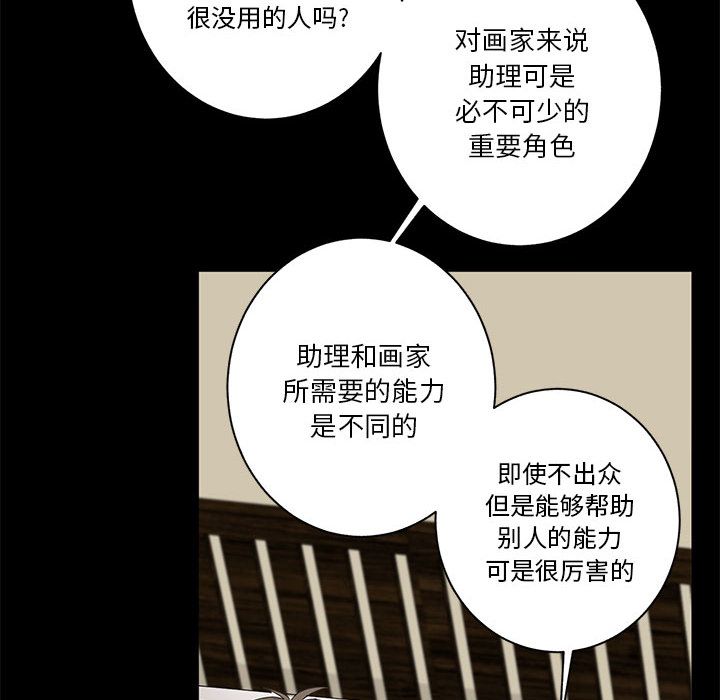 很没用的人吗?
对画家来说
助理可是
必不可少的
重要角色
助理和画家
所需要的能力
是不同的
即使不出众
但是能够帮助
别人的能力
可是很厉害的